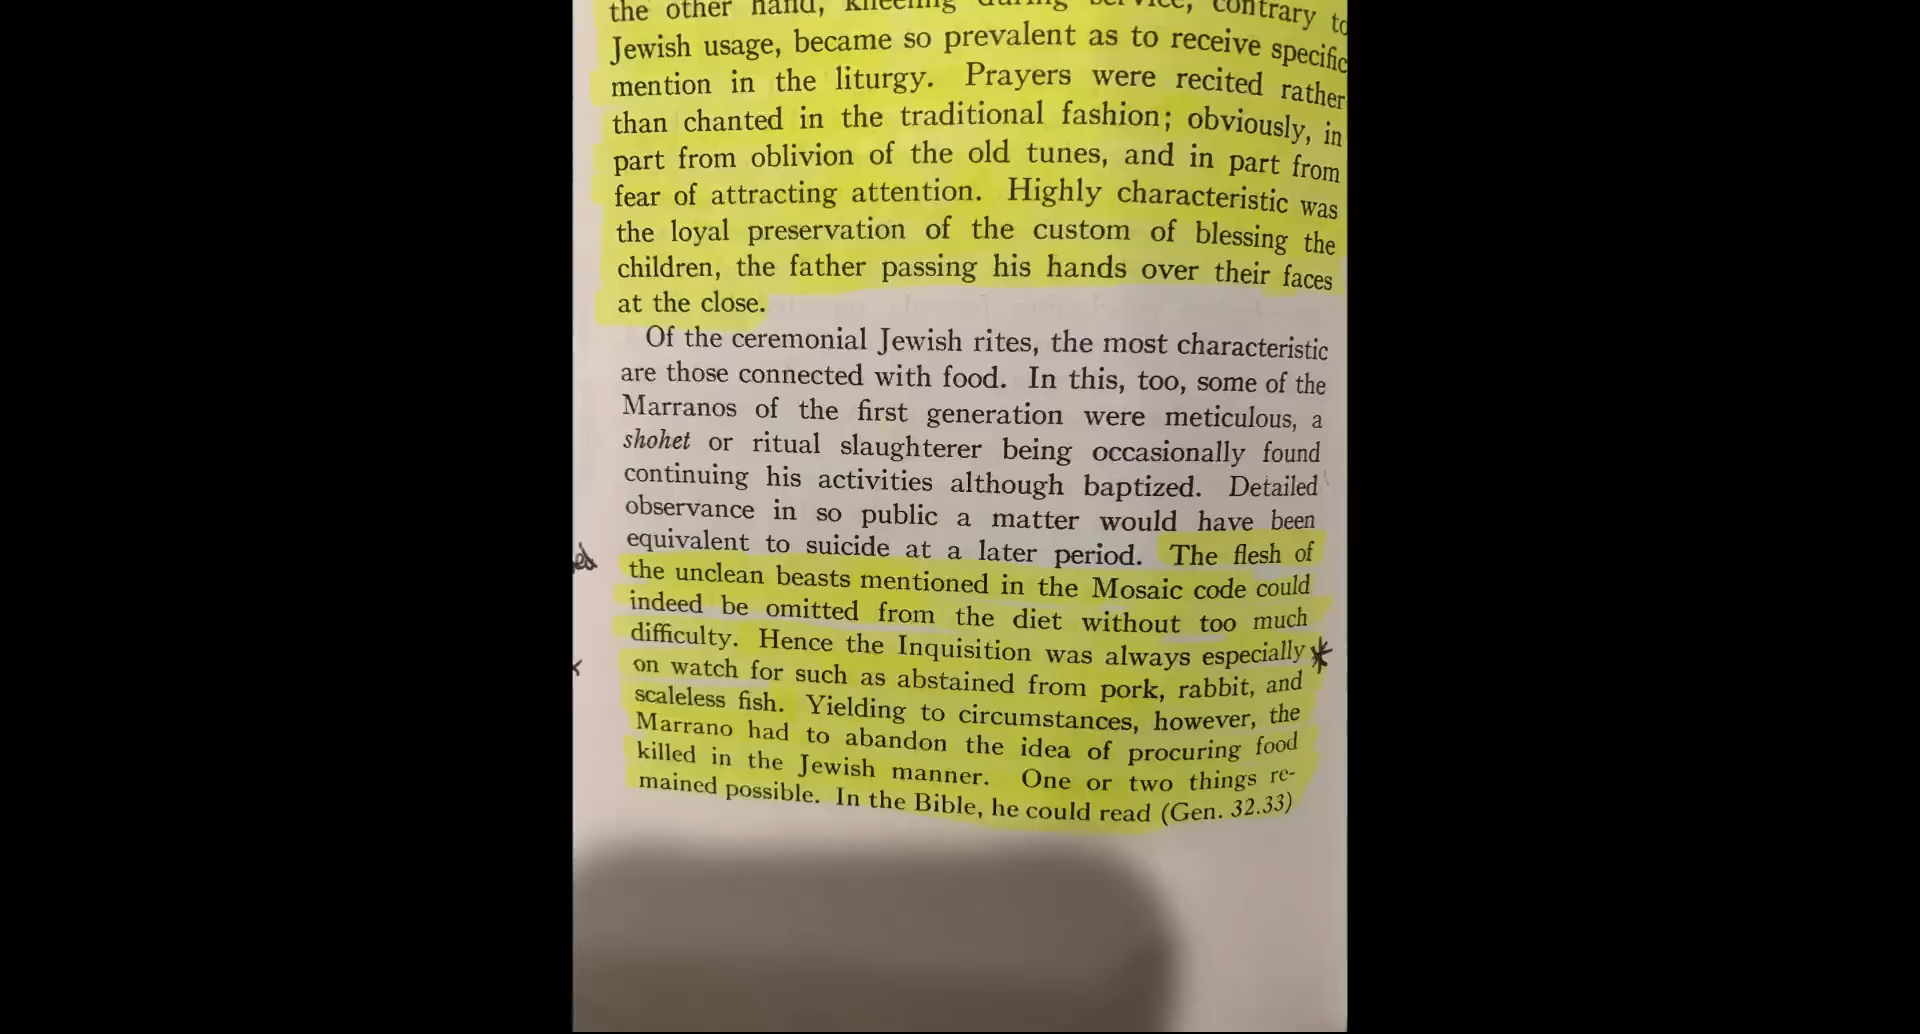 the other hand, kneeling during service, contrary to
Jewish usage, became so prevalent as to receive specific
mention in the liturgy. Prayers were recited rather
than chanted in the traditional fashion; obviously, in
part from oblivion of the old tunes, and in part from
fear of attracting attention. Highly characteristic was
the loyal preservation of the custom of blessing the
children, the father passing his hands over their faces
at the close.
Of the ceremonial Jewish rites, the most characteristic
are those connected with food. In this, too, some of the
Marranos of the first generation were meticulous, a
shohet or ritual slaughterer being occasionally found
continuing his activities although baptized. Detailed
observance in so public a matter would have been
equivalent to suicide at a later period. The flesh of
the unclean beasts mentioned in the Mosaic code could
indeed be omitted from the diet without too much
difficulty. Hence the Inquisition was always especially *
on watch for such as abstained from pork, rabbit, and
scaleless fish. Yielding to circumstances, however, the
Marrano had to abandon the idea of procuring food
killed in the Jewish manner. One or two things re-
mained possible. In the Bible, he could read (Gen. 32.33)